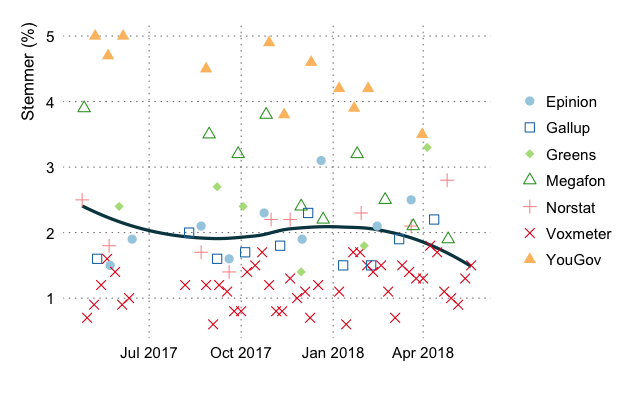 Stemmer (%)
5
4
3
2
1
Jul 2017
Oct 2017
Jan 2018
Apr 2018
Epinion
Gallup
Greens
Megafon
Norstat
Voxmeter
YouGov